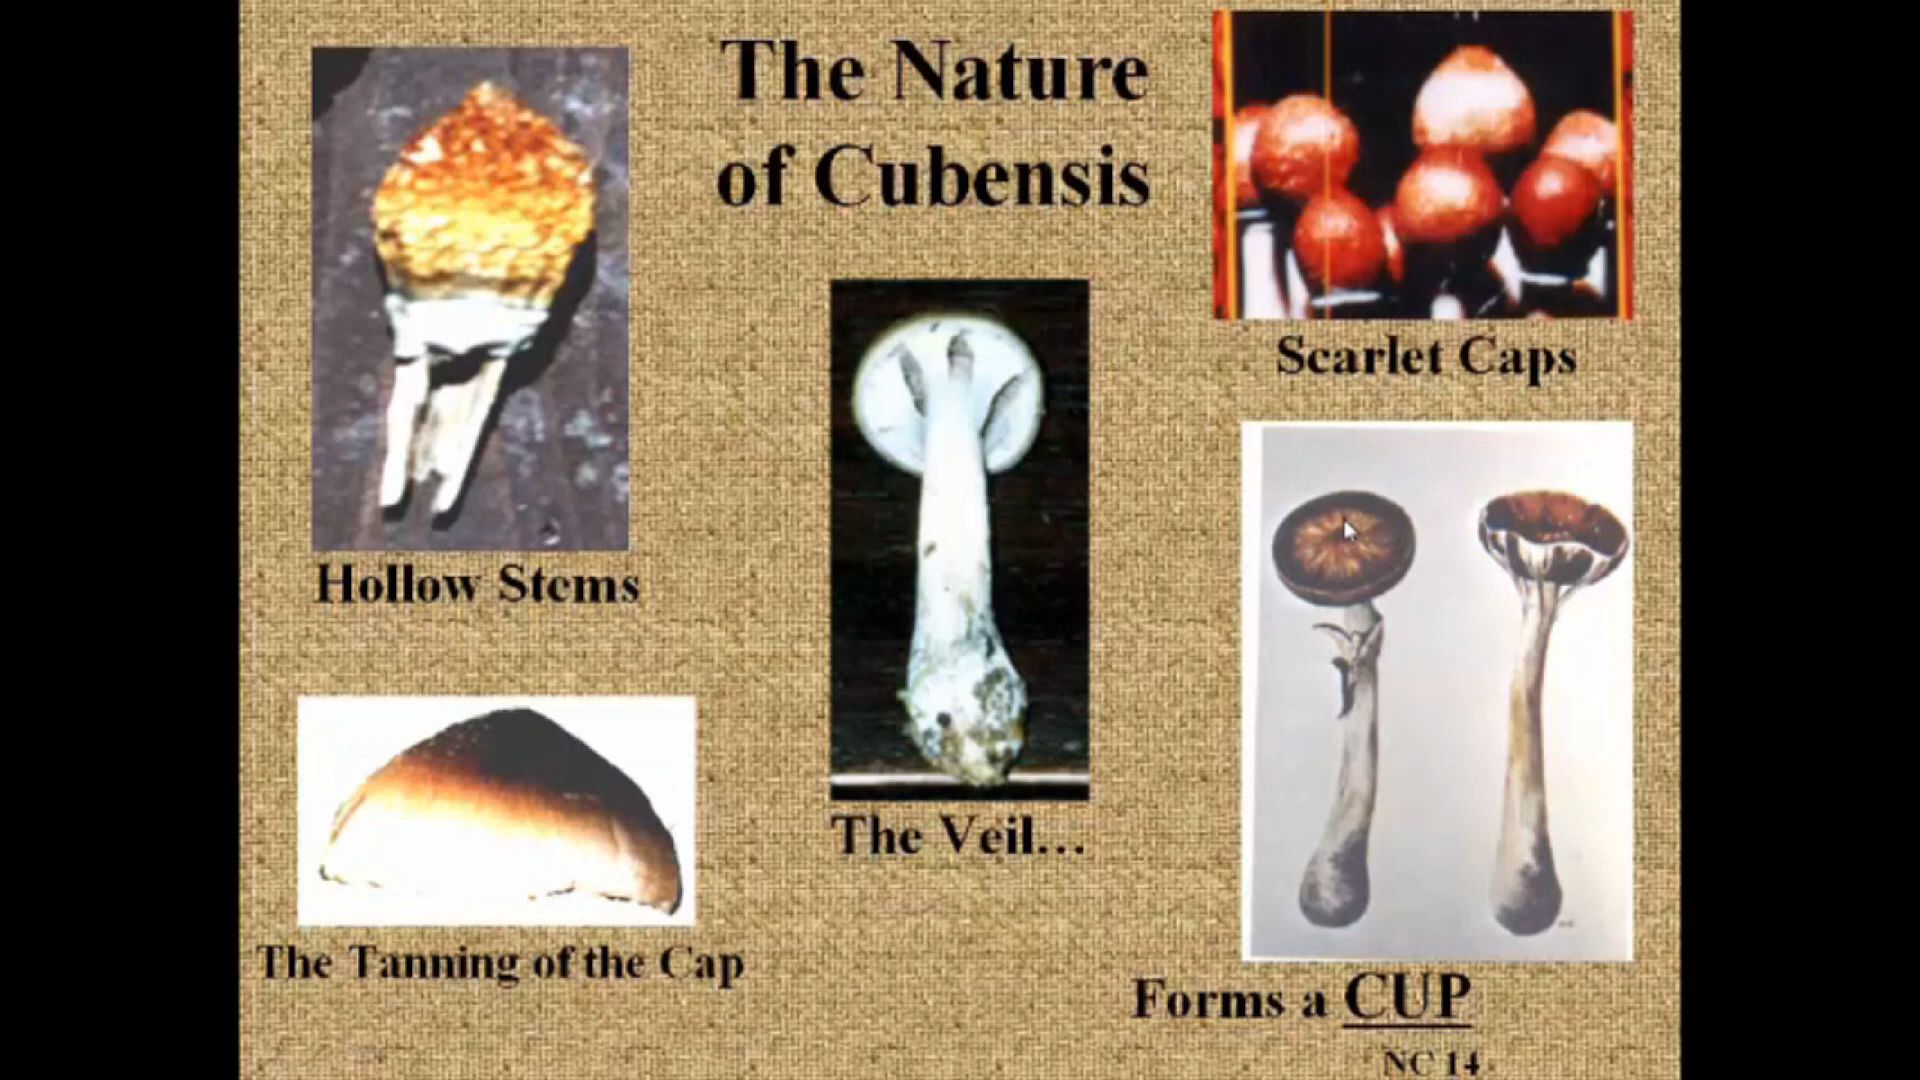 The Nature
of Cubensis
Scarlet Caps
Hollow Stems
The Veil...
The Tanning of the Cap
Forms a CUP
NC 14